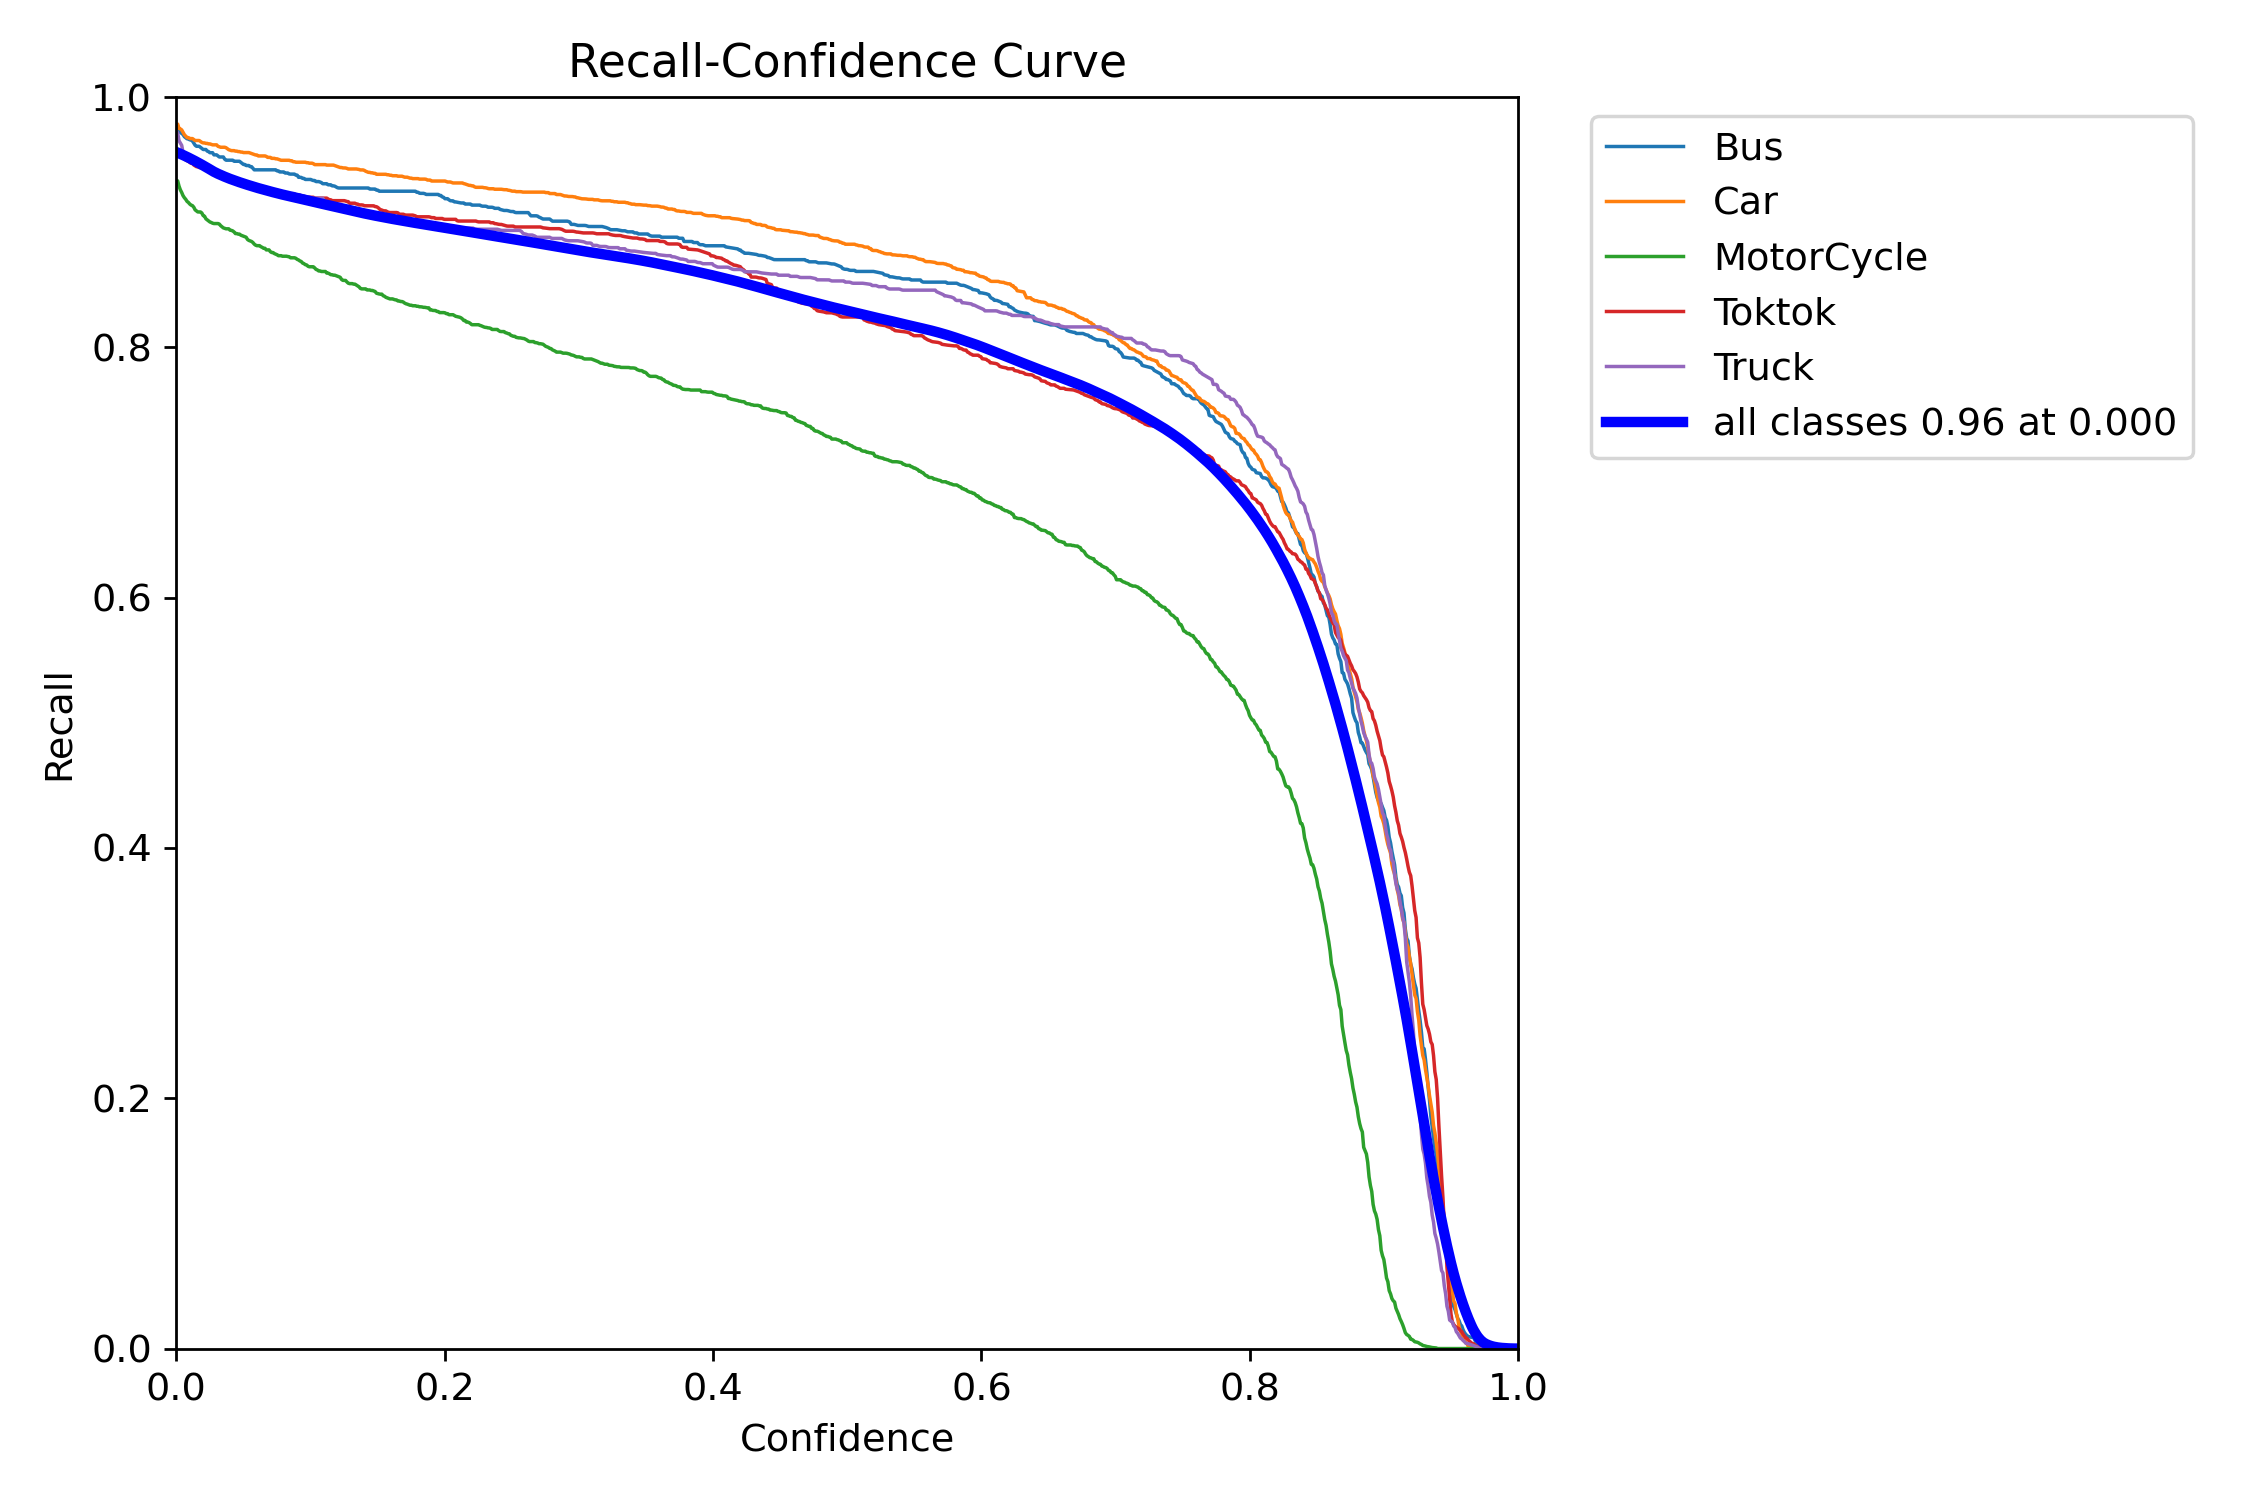 Recall-Confidence Curve
1.0
0.8
0.6
0.4
0.2
0.0
Recall
0.0 0.2 0.4 0.6 0.8 1.0
Confidence
Bus
Car
MotorCycle
Toktok
Truck
all classes 0.96 at 0.000